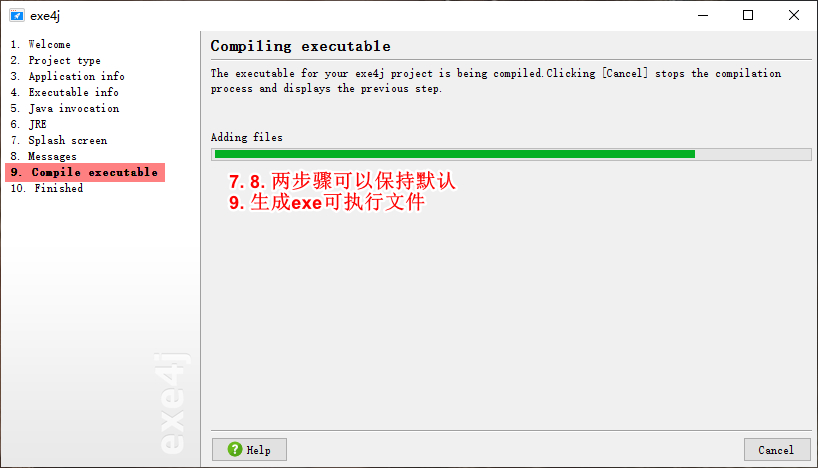 exe4j
1. Welcome
2. Project type
3. Application info
4. Executable info
5. Java invocation
6. JRE
7. Splash screen
8. Messages
9. Compile executable
10. Finished
exe4j
Compiling executable
The executable for your exe4j project is being compiled.Clicking [Cancel] stops the compilation
process and displays the previous step.
Adding files
7. 8. 两步骤可以保持默认
9. 生成exe可执行文件
Help
Cancel